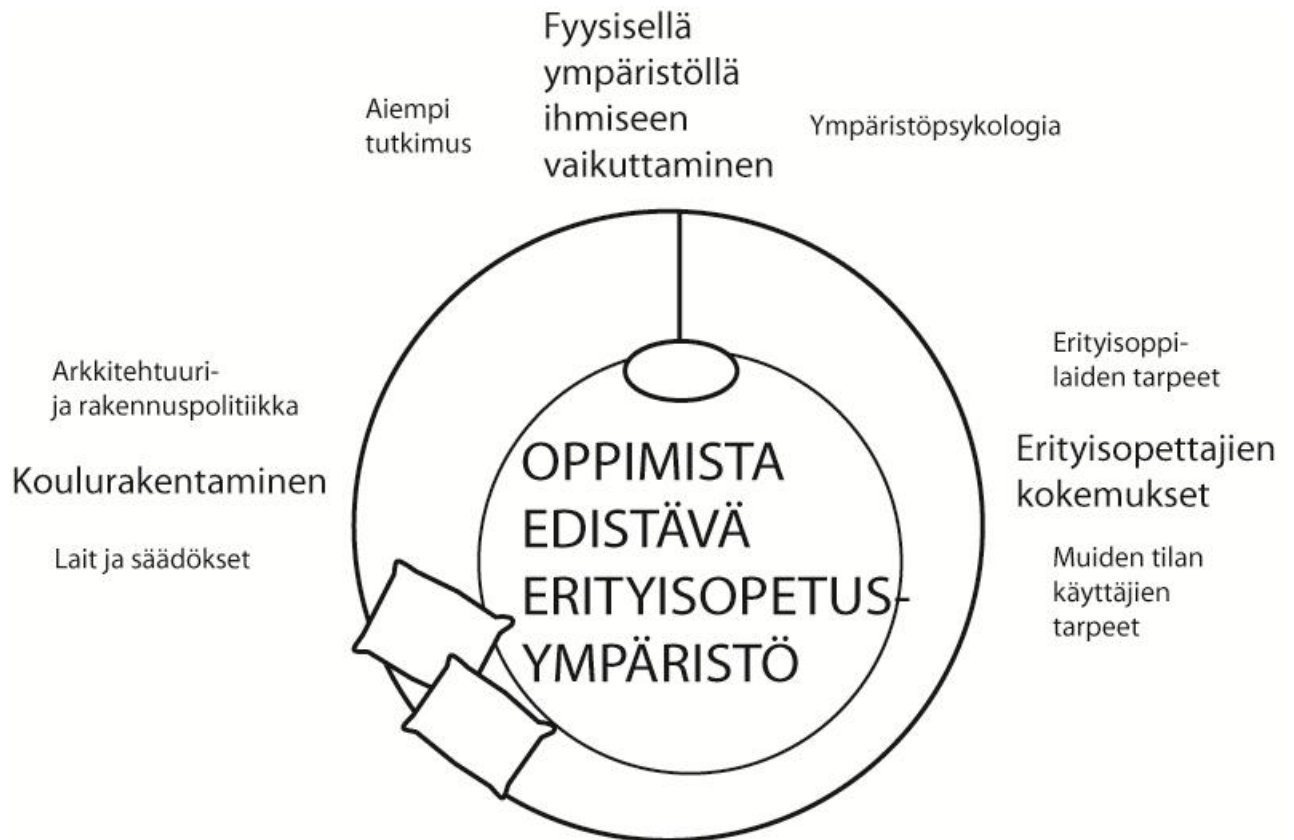 Fyysisellä
ympäristöllä
ihmiseen
vaikuttaminen
Aiempi
tutkimus
Ympäristöpsykologia
Arkkitehtuuri-
ja rakennuspolitiikka
Koulurakentaminen
Lait ja säädökset
OPPIMISTA
EDISTÄVÄ
ERITYISOPETUS-
YMPÄRISTÖ
Erityisoppi-
laiden tarpeet
Erityisopettajien
kokemukset
Muiden tilan
käyttäjien
tarpeet